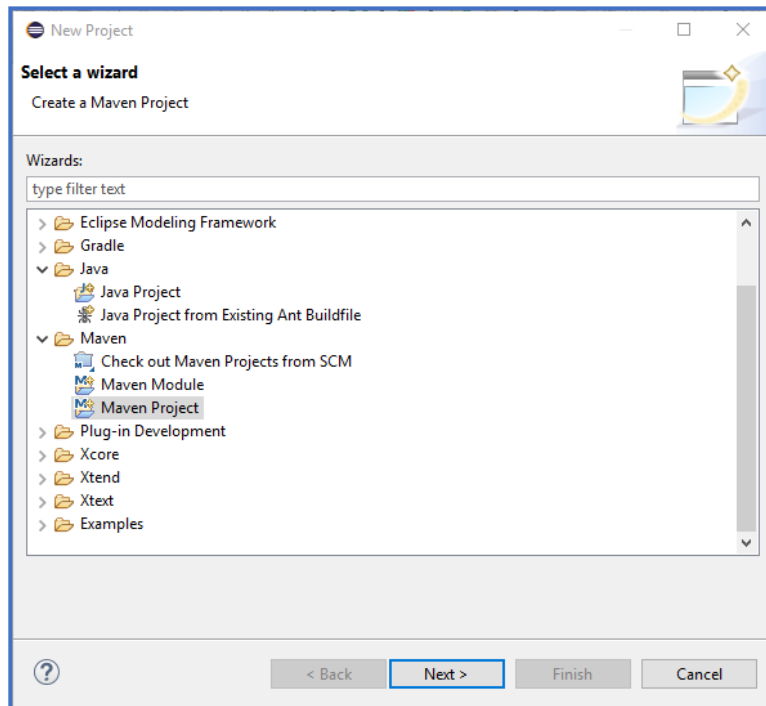 New Project
Select a wizard
Create a Maven Project
Wizards:
type filter text
Eclipse Modeling Framework
Gradle
Java
Java Project
Java Project from Existing Ant Buildfile
Maven
Check out Maven Projects from SCM
Maven Module
Maven Project
Plug-in Development
Xcore
Xtend
Xtext
Examples
? < Back Next > Finish Cancel